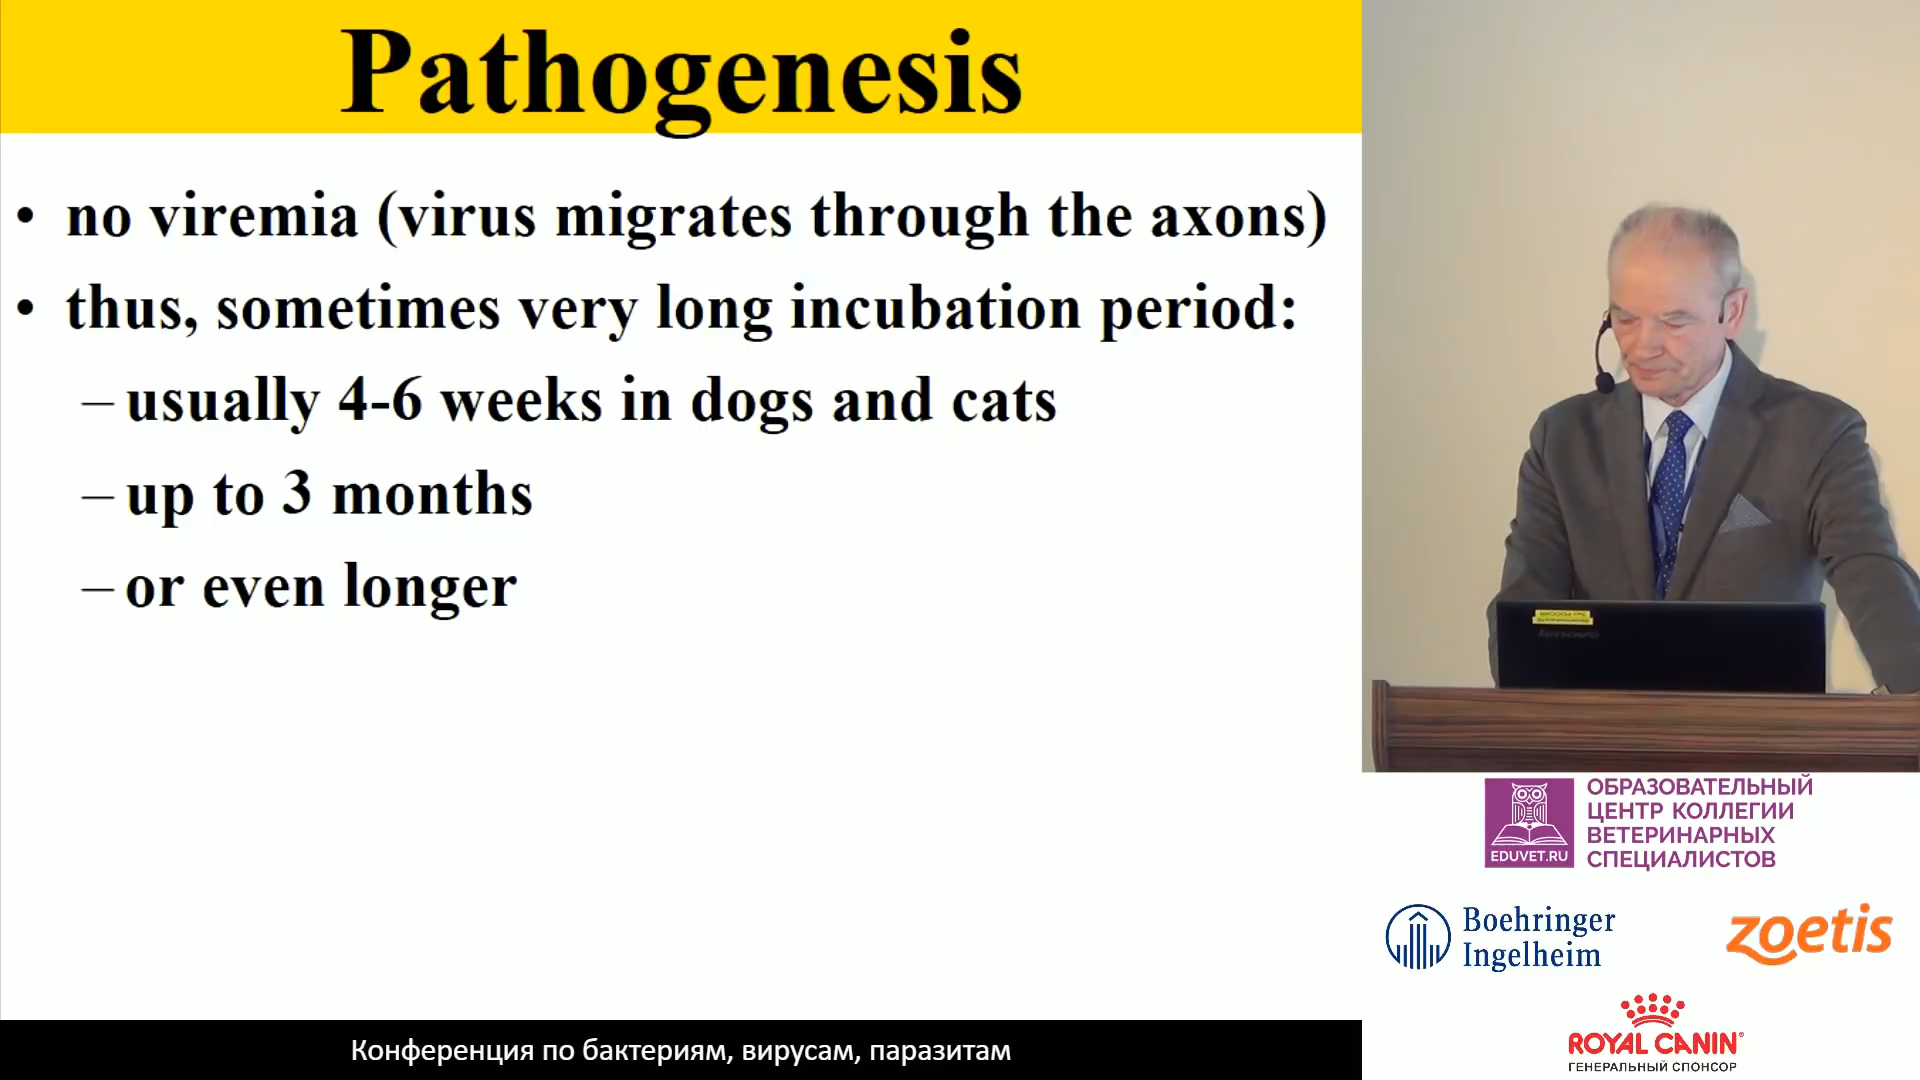 Pathogenesis
• no viremia (virus migrates through the axons)
• thus, sometimes very long incubation period:
– usually 4-6 weeks in dogs and cats
– up to 3 months
– or even longer
ОБРАЗОВАТЕЛЬНЫЙ
ЦЕНТР КОЛЛЕГИИ
ВЕТЕРИНАРНЫХ
СПЕЦИАЛИСТОВ
EDUVET.RU
Boehringer
Ingelheim
zoetis
ROYAL CANIN
ГЕНЕРАЛЬНЫЙ СПОНСОР
Конференция по бактериям, вирусам, паразитам